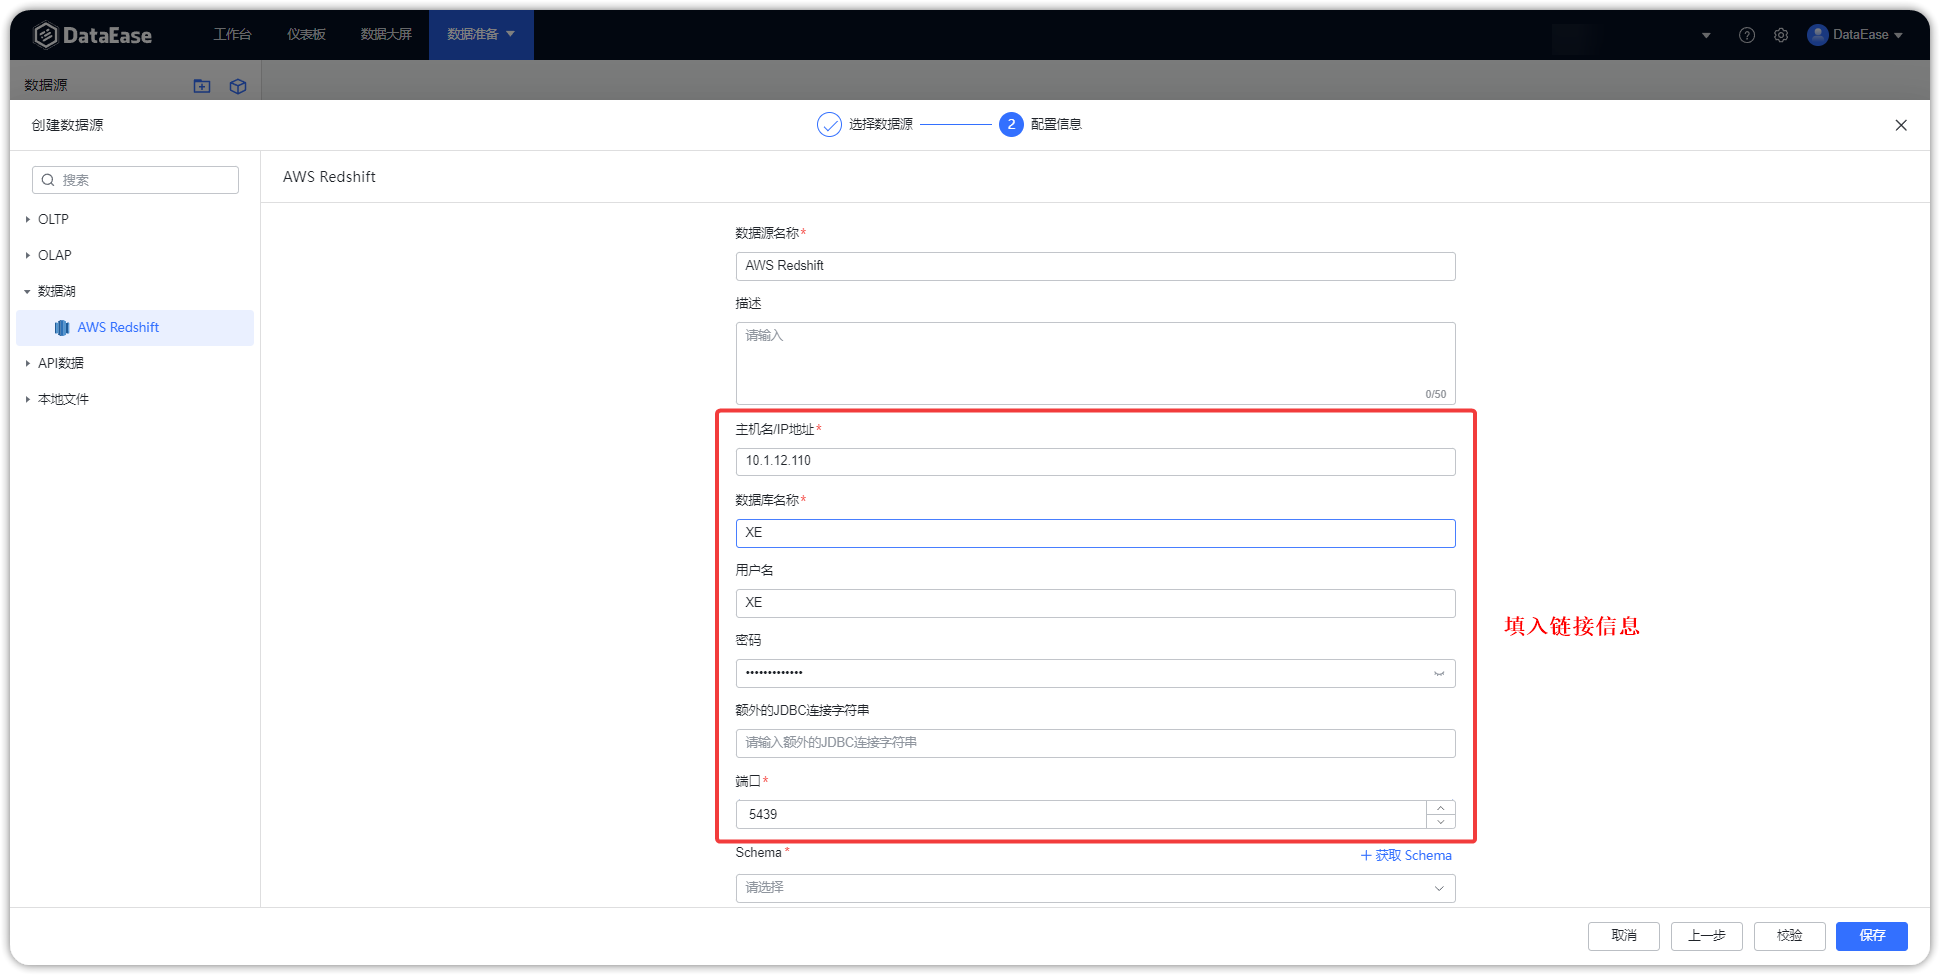 DataEase 工作台 仪表板 数据大屏 数据准备 DataEase
数据源
创建数据源 选择数据源 2 配置信息
搜索
OLTP
OLAP
数据湖
AWS Redshift
API数据
本地文件
AWS Redshift
数据源名称*
AWS Redshift
描述
请输入
0/50
主机名/IP地址*
10.1.12.110
数据库名称*
XE
用户名
XE
密码
•••••••••••••
额外的JDBC连接字符串
请输入额外的JDBC连接字符串
端口*
5439
填入链接信息
Schema* + 获取 Schema
请选择
取消 上一步 校验 保存